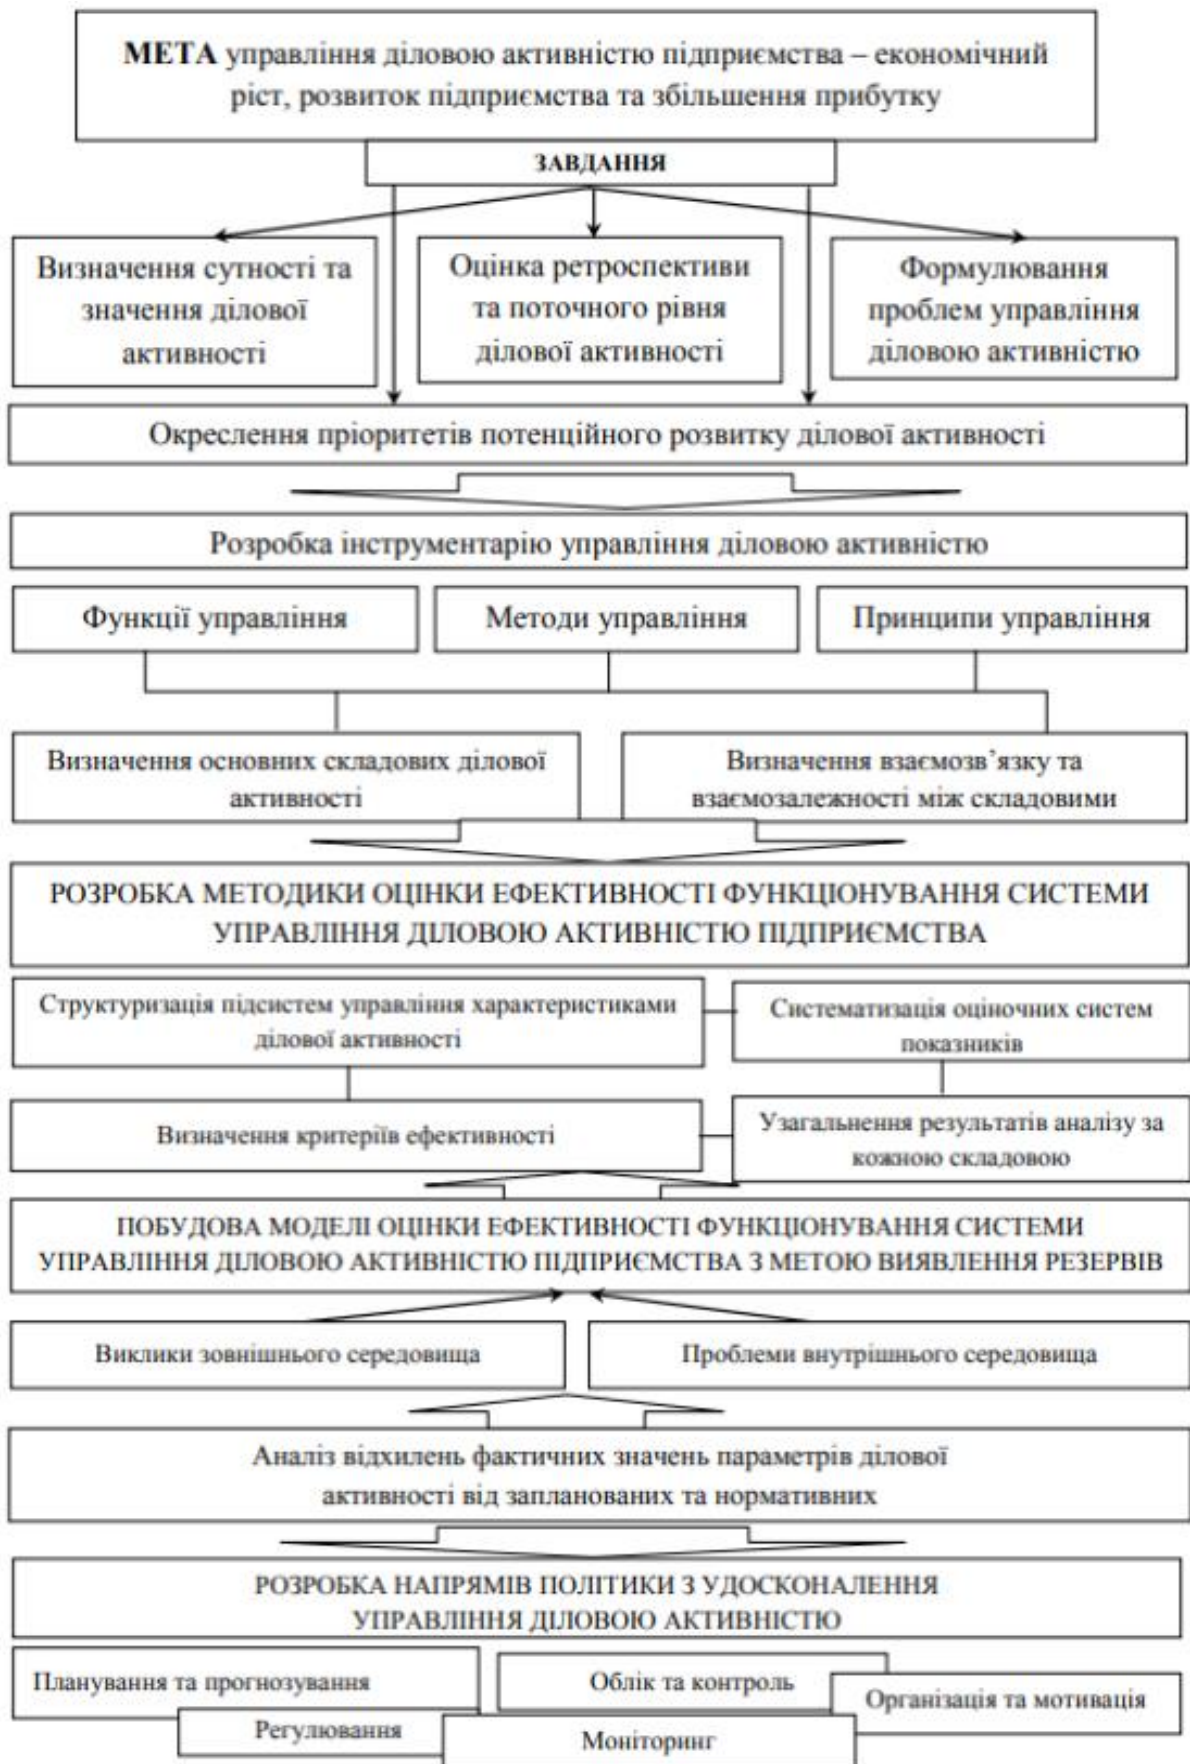 МЕТА управління діловою активністю підприємства – економічний
ріст, розвиток підприємства та збільшення прибутку
ЗАВДАННЯ
Визначення сутності та
значення ділової
активності
Оцінка ретроспективи
та поточного рівня
ділової активності
Формулювання
проблем управління
діловою активністю
Окреслення пріоритетів потенційного розвитку ділової активності
Розробка інструментарію управління діловою активністю
Функції управління
Методи управління
Принципи управління
Визначення основних складових ділової
активності
Визначення взаємозв’язку та
взаємозалежності між складовими
РОЗРОБКА МЕТОДИКИ ОЦІНКИ ЕФЕКТИВНОСТІ ФУНКЦІОНУВАННЯ СИСТЕМИ
УПРАВЛІННЯ ДІЛОВОЮ АКТИВНІСТЮ ПІДПРИЄМСТВА
Структуризація підсистем управління характеристиками
ділової активності
Систематизація оціночних систем
показників
Визначення критеріїв ефективності
Узагальнення результатів аналізу за
кожною складовою
ПОБУДОВА МОДЕЛІ ОЦІНКИ ЕФЕКТИВНОСТІ ФУНКЦІОНУВАННЯ СИСТЕМИ
УПРАВЛІННЯ ДІЛОВОЮ АКТИВНІСТЮ ПІДПРИЄМСТВА З МЕТОЮ ВИЯВЛЕННЯ РЕЗЕРВІВ
Виклики зовнішнього середовища
Проблеми внутрішнього середовища
Аналіз відхилень фактичних значень параметрів ділової
активності від запланованих та нормативних
РОЗРОБКА НАПРЯМІВ ПОЛІТИКИ З УДОСКОНАЛЕННЯ
УПРАВЛІННЯ ДІЛОВОЮ АКТИВНІСТЮ
Планування та прогнозування
Облік та контроль
Організація та мотивація
Регулювання
Моніторинг